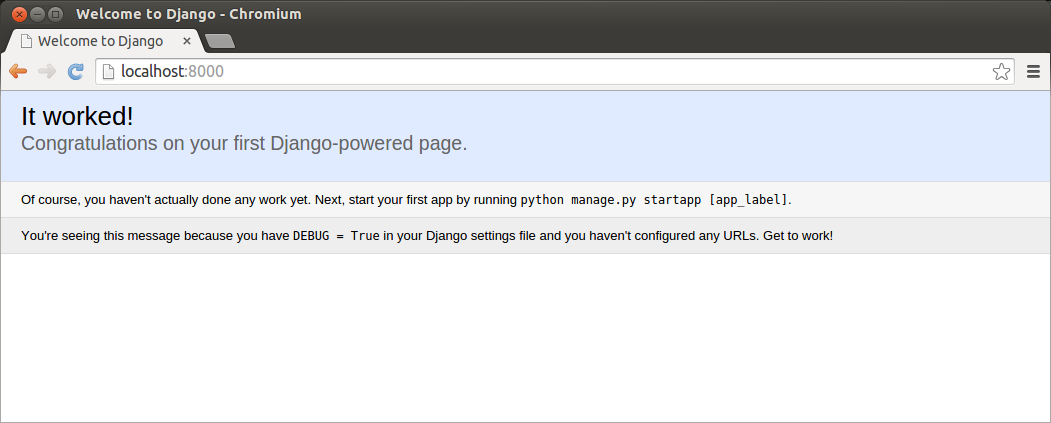 Welcome to Django - Chromium
Welcome to Django
localhost:8000
It worked!
Congratulations on your first Django-powered page.
Of course, you haven't actually done any work yet. Next, start your first app by running python manage.py startapp [app_label].
You're seeing this message because you have DEBUG = True in your Django settings file and you haven't configured any URLs. Get to work!